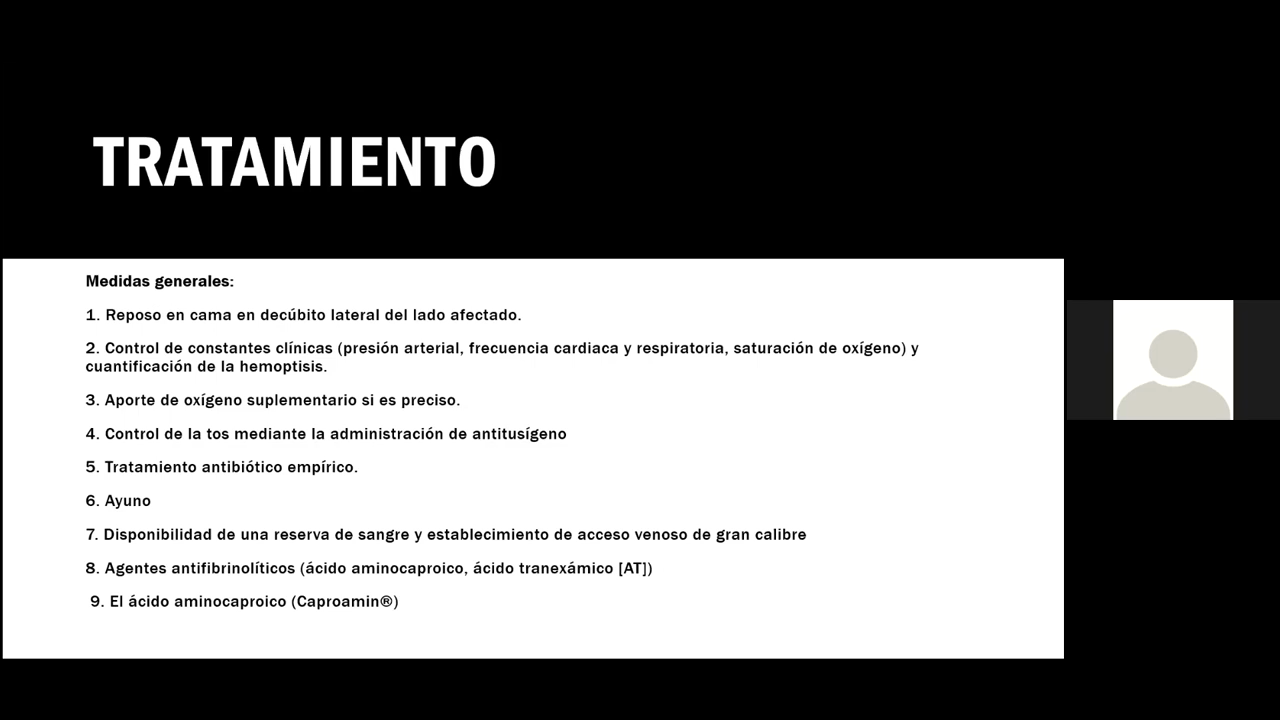 TRATAMIENTO
Medidas generales:
1. Reposo en cama en decúbito lateral del lado afectado.
2. Control de constantes clínicas (presión arterial, frecuencia cardiaca y respiratoria, saturación de oxígeno) y
cuantificación de la hemoptisis.
3. Aporte de oxígeno suplementario si es preciso.
4. Control de la tos mediante la administración de antitusígeno
5. Tratamiento antibiótico empírico.
6. Ayuno
7. Disponibilidad de una reserva de sangre y establecimiento de acceso venoso de gran calibre
8. Agentes antifibrinolíticos (ácido aminocaproico, ácido tranexámico [AT])
9. El ácido aminocaproico (Caproamin®)